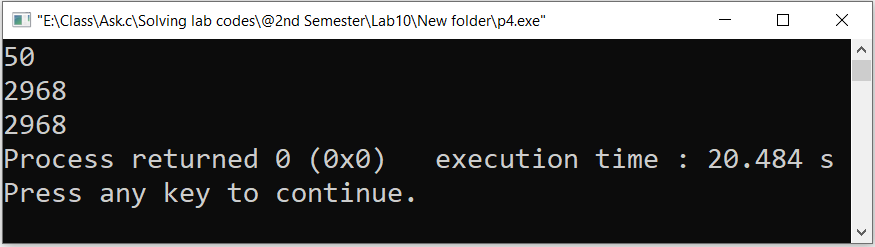 "E:\Class\Ask.c\Solving lab codes\@2nd Semester\Lab10\New folder\p4.exe"
50
2968
2968
Process returned 0 (0x0)   execution time : 20.484 s
Press any key to continue.